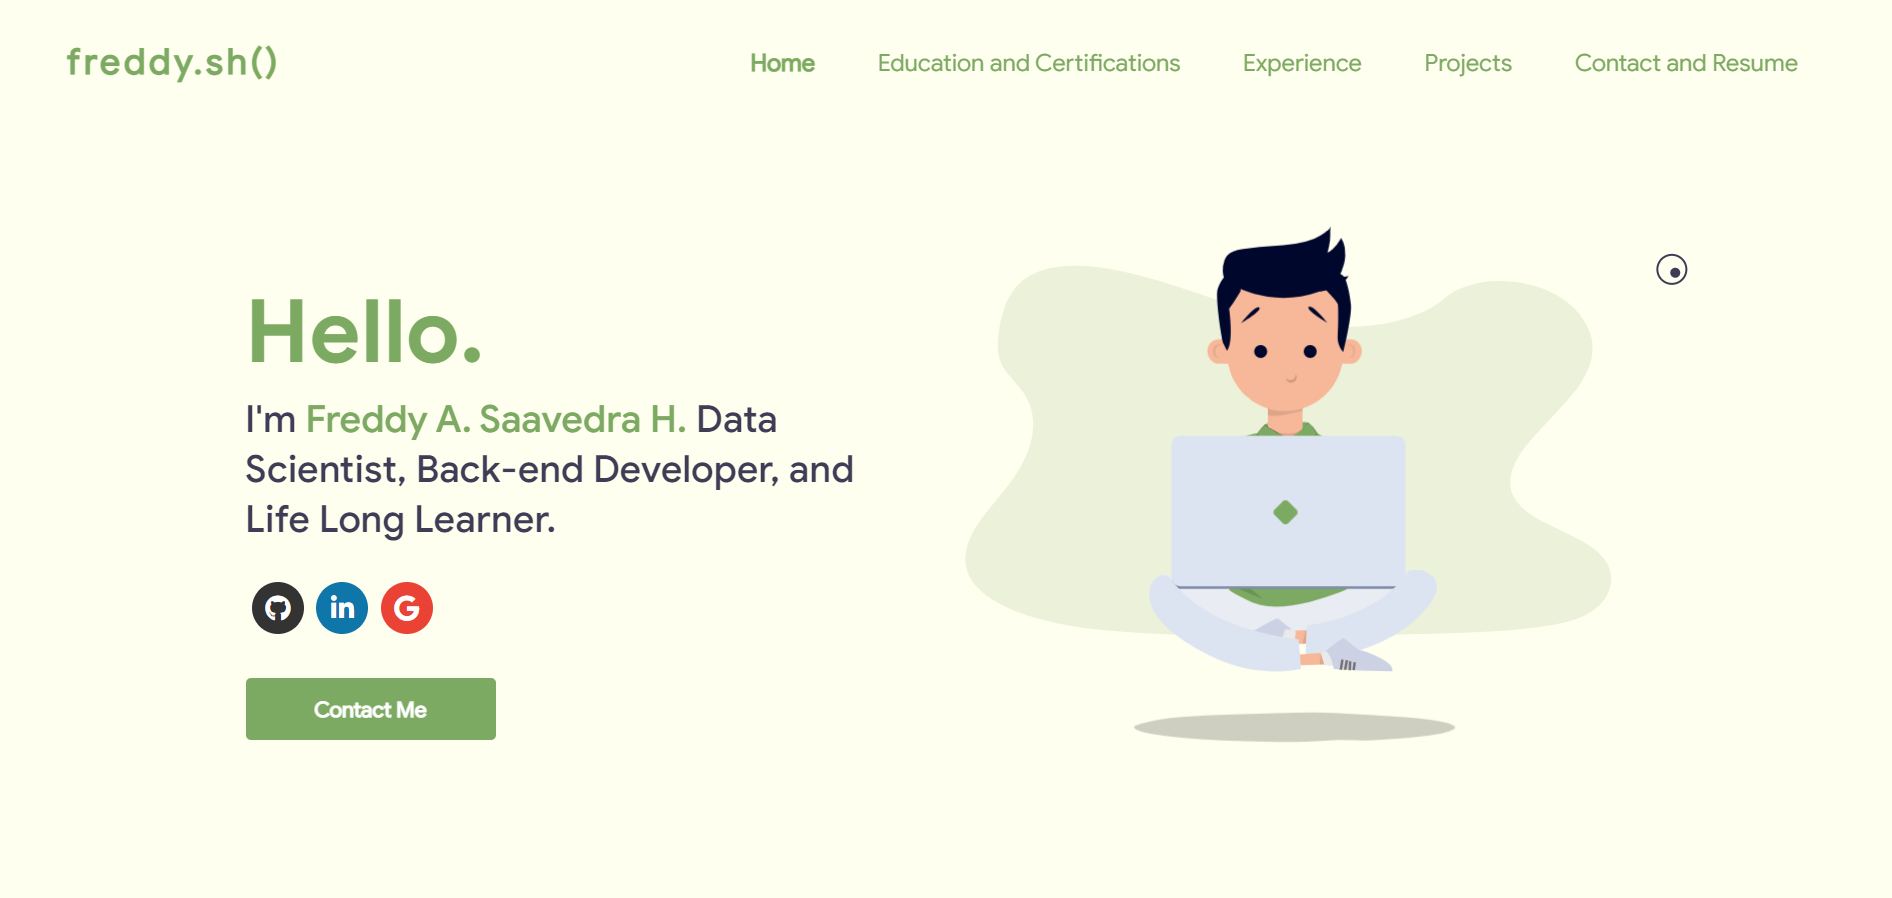 freddy.sh()
Home Education and Certifications Experience Projects Contact and Resume
Hello.
I'm Freddy A. Saavedra H. Data
Scientist, Back-end Developer, and
Life Long Learner.
in G
Contact Me